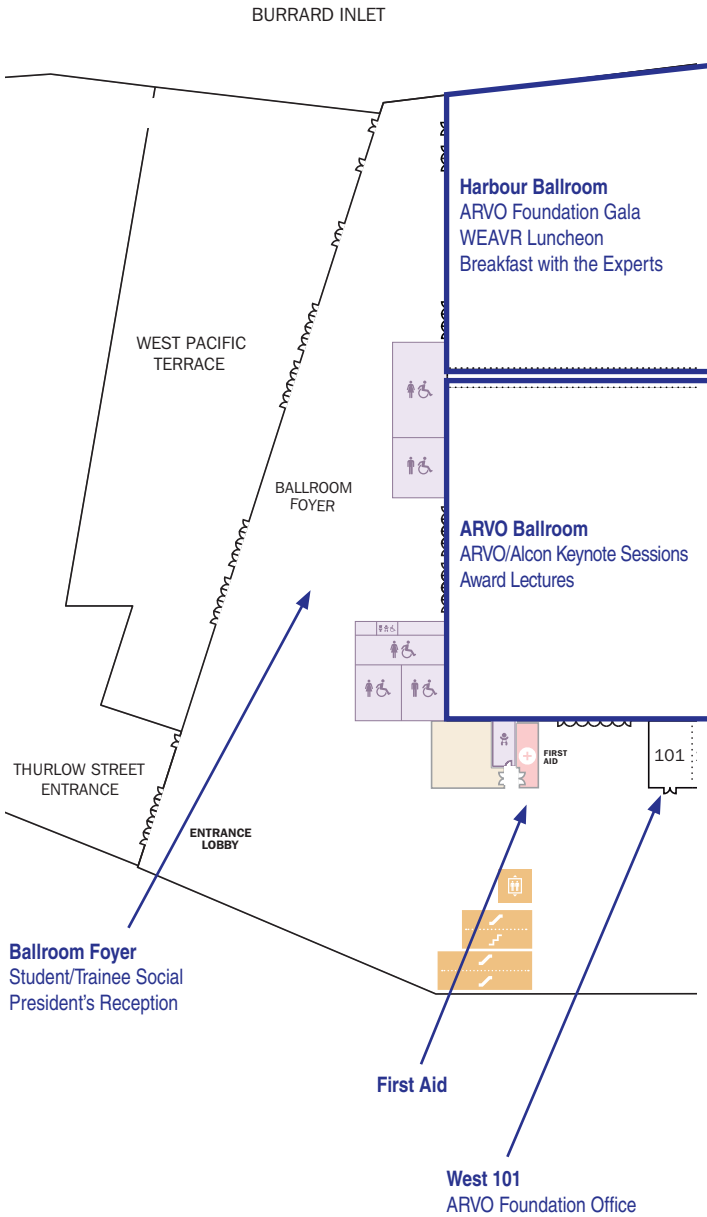 BURRARD INLET
Harbour Ballroom
ARVO Foundation Gala
WEAVR Luncheon
Breakfast with the Experts
WEST PACIFIC
TERRACE
BALLROOM
FOYER
ARVO Ballroom
ARVO/Alcon Keynote Sessions
Award Lectures
THURLOW STREET
ENTRANCE
FIRST
AID
101
ENTRANCE
LOBBY
Ballroom Foyer
Student/Trainee Social
President’s Reception
First Aid
West 101
ARVO Foundation Office